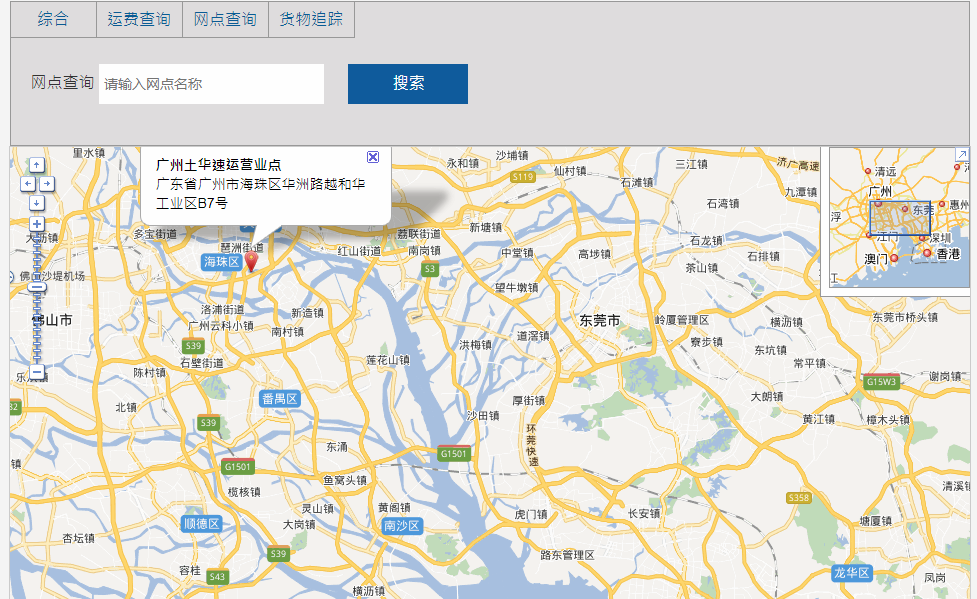 综合
运费查询
网点查询
货物追踪
网点查询
请输入网点名称
搜索
里水镇
广州土华速运营业点
广东省广州市海珠区华洲路越和华
工业区B7号
永和镇
沙埔镇
S119
仙村镇
石滩镇
三江镇
济广高速
九潭镇
石湾镇
清远
广州
东莞
惠州
江门
深圳
澳门
香港
多宝街道
琶洲街道
海珠区
红山街道
荔联街道
南岗镇
新塘镇
S3
中堂镇
高埗镇
石龙镇
石排镇
茶山镇
望牛墩镇
佛山沙堤机场
佛山市
洛浦街道
广州云科小镇
新造镇
南村镇
S39
石壁街道
陈村镇
莲花山镇
洪梅镇
道滘镇
东莞市
岭厦管理区
寮步镇
横沥镇
东坑镇
常平镇
东莞市桥头镇
G15W3
谢岗镇
北镇
番禺区
S39
厚街镇
沙田镇
大朗镇
黄江镇
樟木头镇
东涌
G1501
环莞快速
G1501
榄核镇
鱼窝头镇
灵山镇
黄阁镇
南沙区
顺德区
大岗镇
虎门镇
长安镇
S358
塘厦镇
清溪镇
杏坛镇
S39
容桂
S43
横沥镇
路东管理区
龙华区
凤岗